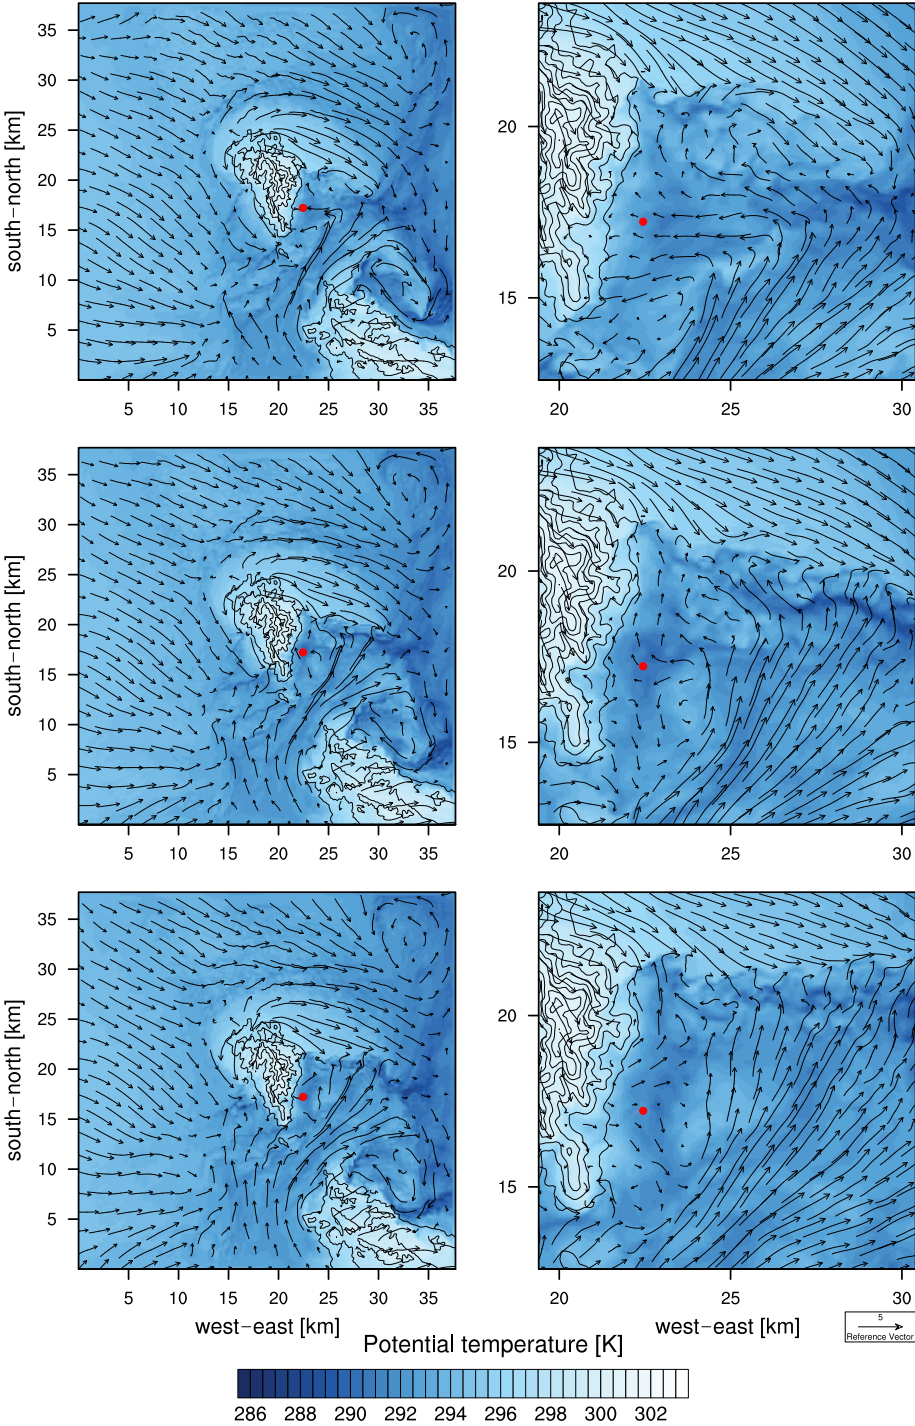 35
30
25
20
15
10
5
south−north [km]
5 10 15 20 25 30 35
20
15
20 25 30
35
30
25
20
15
10
5
south−north [km]
5 10 15 20 25 30 35
20
15
20 25 30
35
30
25
20
15
10
5
south−north [km]
5 10 15 20 25 30 35
west−east [km]
20
15
20 25 30
west−east [km]
5
Reference Vector
Potential temperature [K]
286 288 290 292 294 296 298 300 302